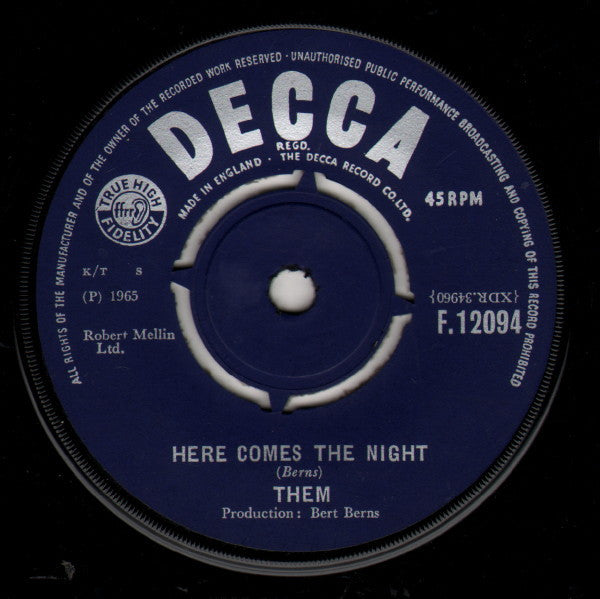 ALL RIGHTS OF THE MANUFACTURER AND OF THE OWNER OF THE RECORDED WORK RESERVED · UNAUTHORISED PUBLIC PERFORMANCE BROADCASTING AND COPYING OF THIS RECORD PROHIBITED
DECCA
REGD.
MADE IN ENGLAND · THE DECCA RECORD CO. LTD.
TRUE HIGH
ffrr
FIDELITY
45 RPM
K/T S
(P) 1965
{XDR.34960}
F.12094
Robert Mellin
Ltd.
HERE COMES THE NIGHT
(Berns)
THEM
Production: Bert Berns